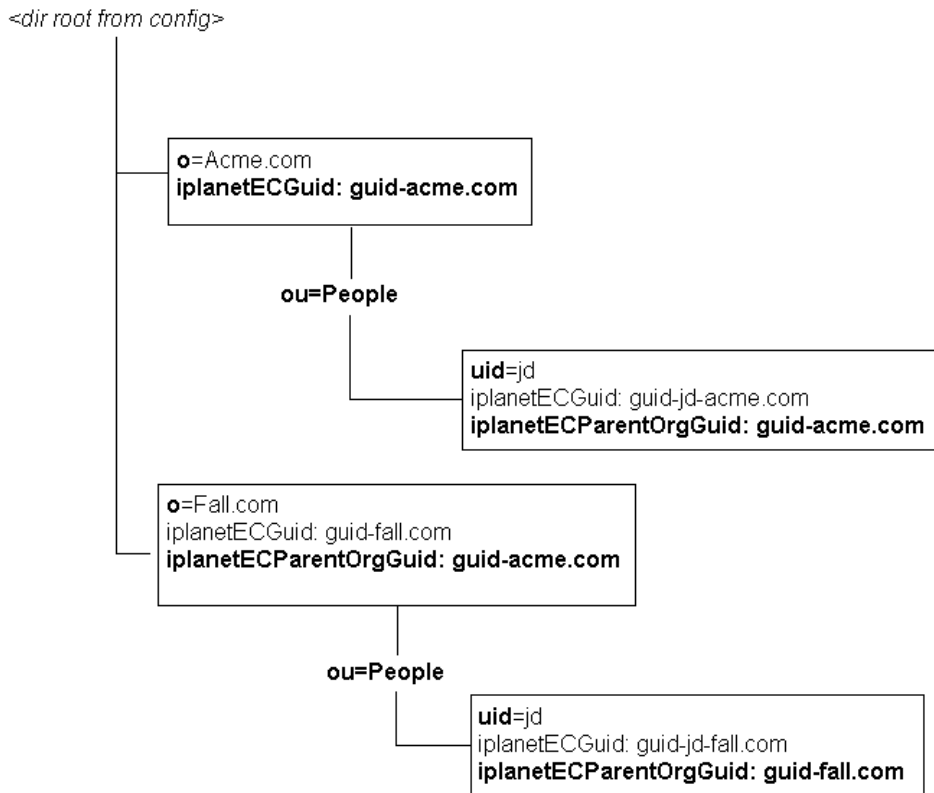 <dir root from config>
o=Acme.com
iplanetECGuid: guid-acme.com
ou=People
uid=jd
iplanetECGuid: guid-jd-acme.com
iplanetECParentOrgGuid: guid-acme.com
o=Fall.com
iplanetECGuid: guid-fall.com
iplanetECParentOrgGuid: guid-acme.com
ou=People
uid=jd
iplanetECGuid: guid-jd-fall.com
iplanetECParentOrgGuid: guid-fall.com